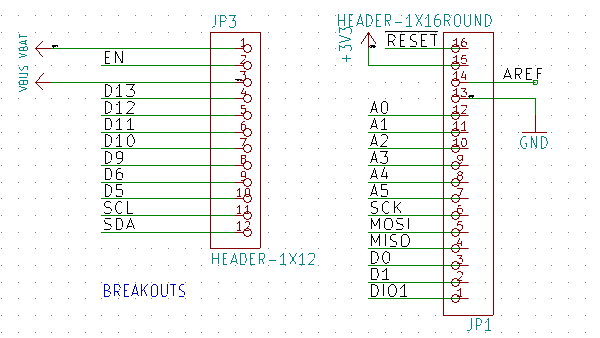 JP3
VBAT
1
EN
2
VBUS
3
D13
4
D12
5
D11
6
D10
7
D9
8
D6
9
D5
10
SCL
11
SDA
12
HEADER-1X12
BREAKOUTS
HEADER-1X16ROUND
+3V3
RESET
16
15
14
AREF
13
GND
A0
12
A1
11
A2
10
A3
9
A4
8
A5
7
SCK
6
MOSI
5
MISO
4
D0
3
D1
2
DIO1
1
JP1